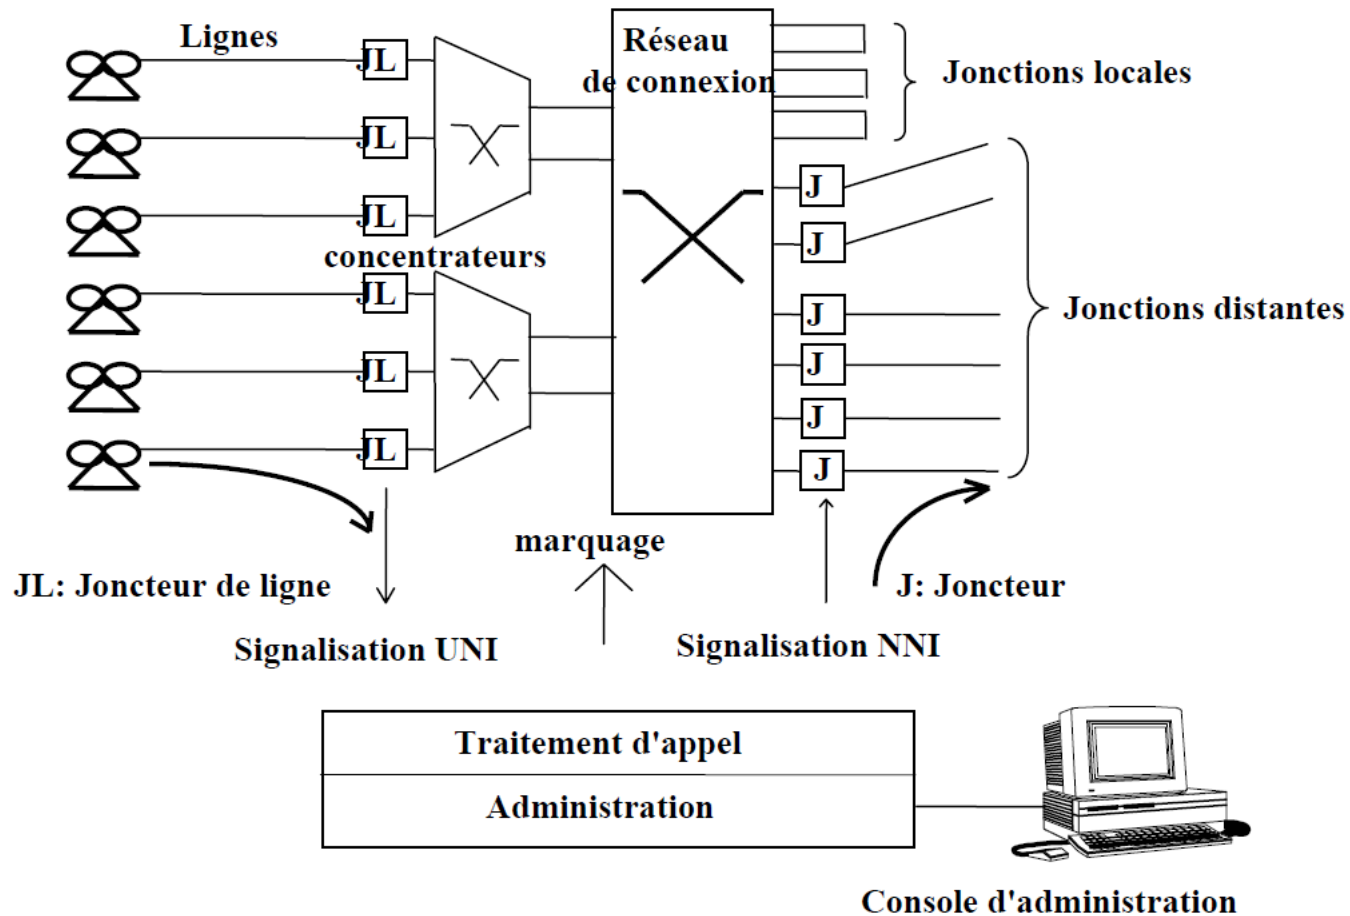 Lignes
JL
JL
JL
concentrateurs
JL
JL
JL
Réseau
de connexion
Jonctions locales
J
J
J
J
J
J
Jonctions distantes
marquage
JL: Joncteur de ligne
J: Joncteur
Signalisation UNI
Signalisation NNI
Traitement d'appel
Administration
Console d'administration